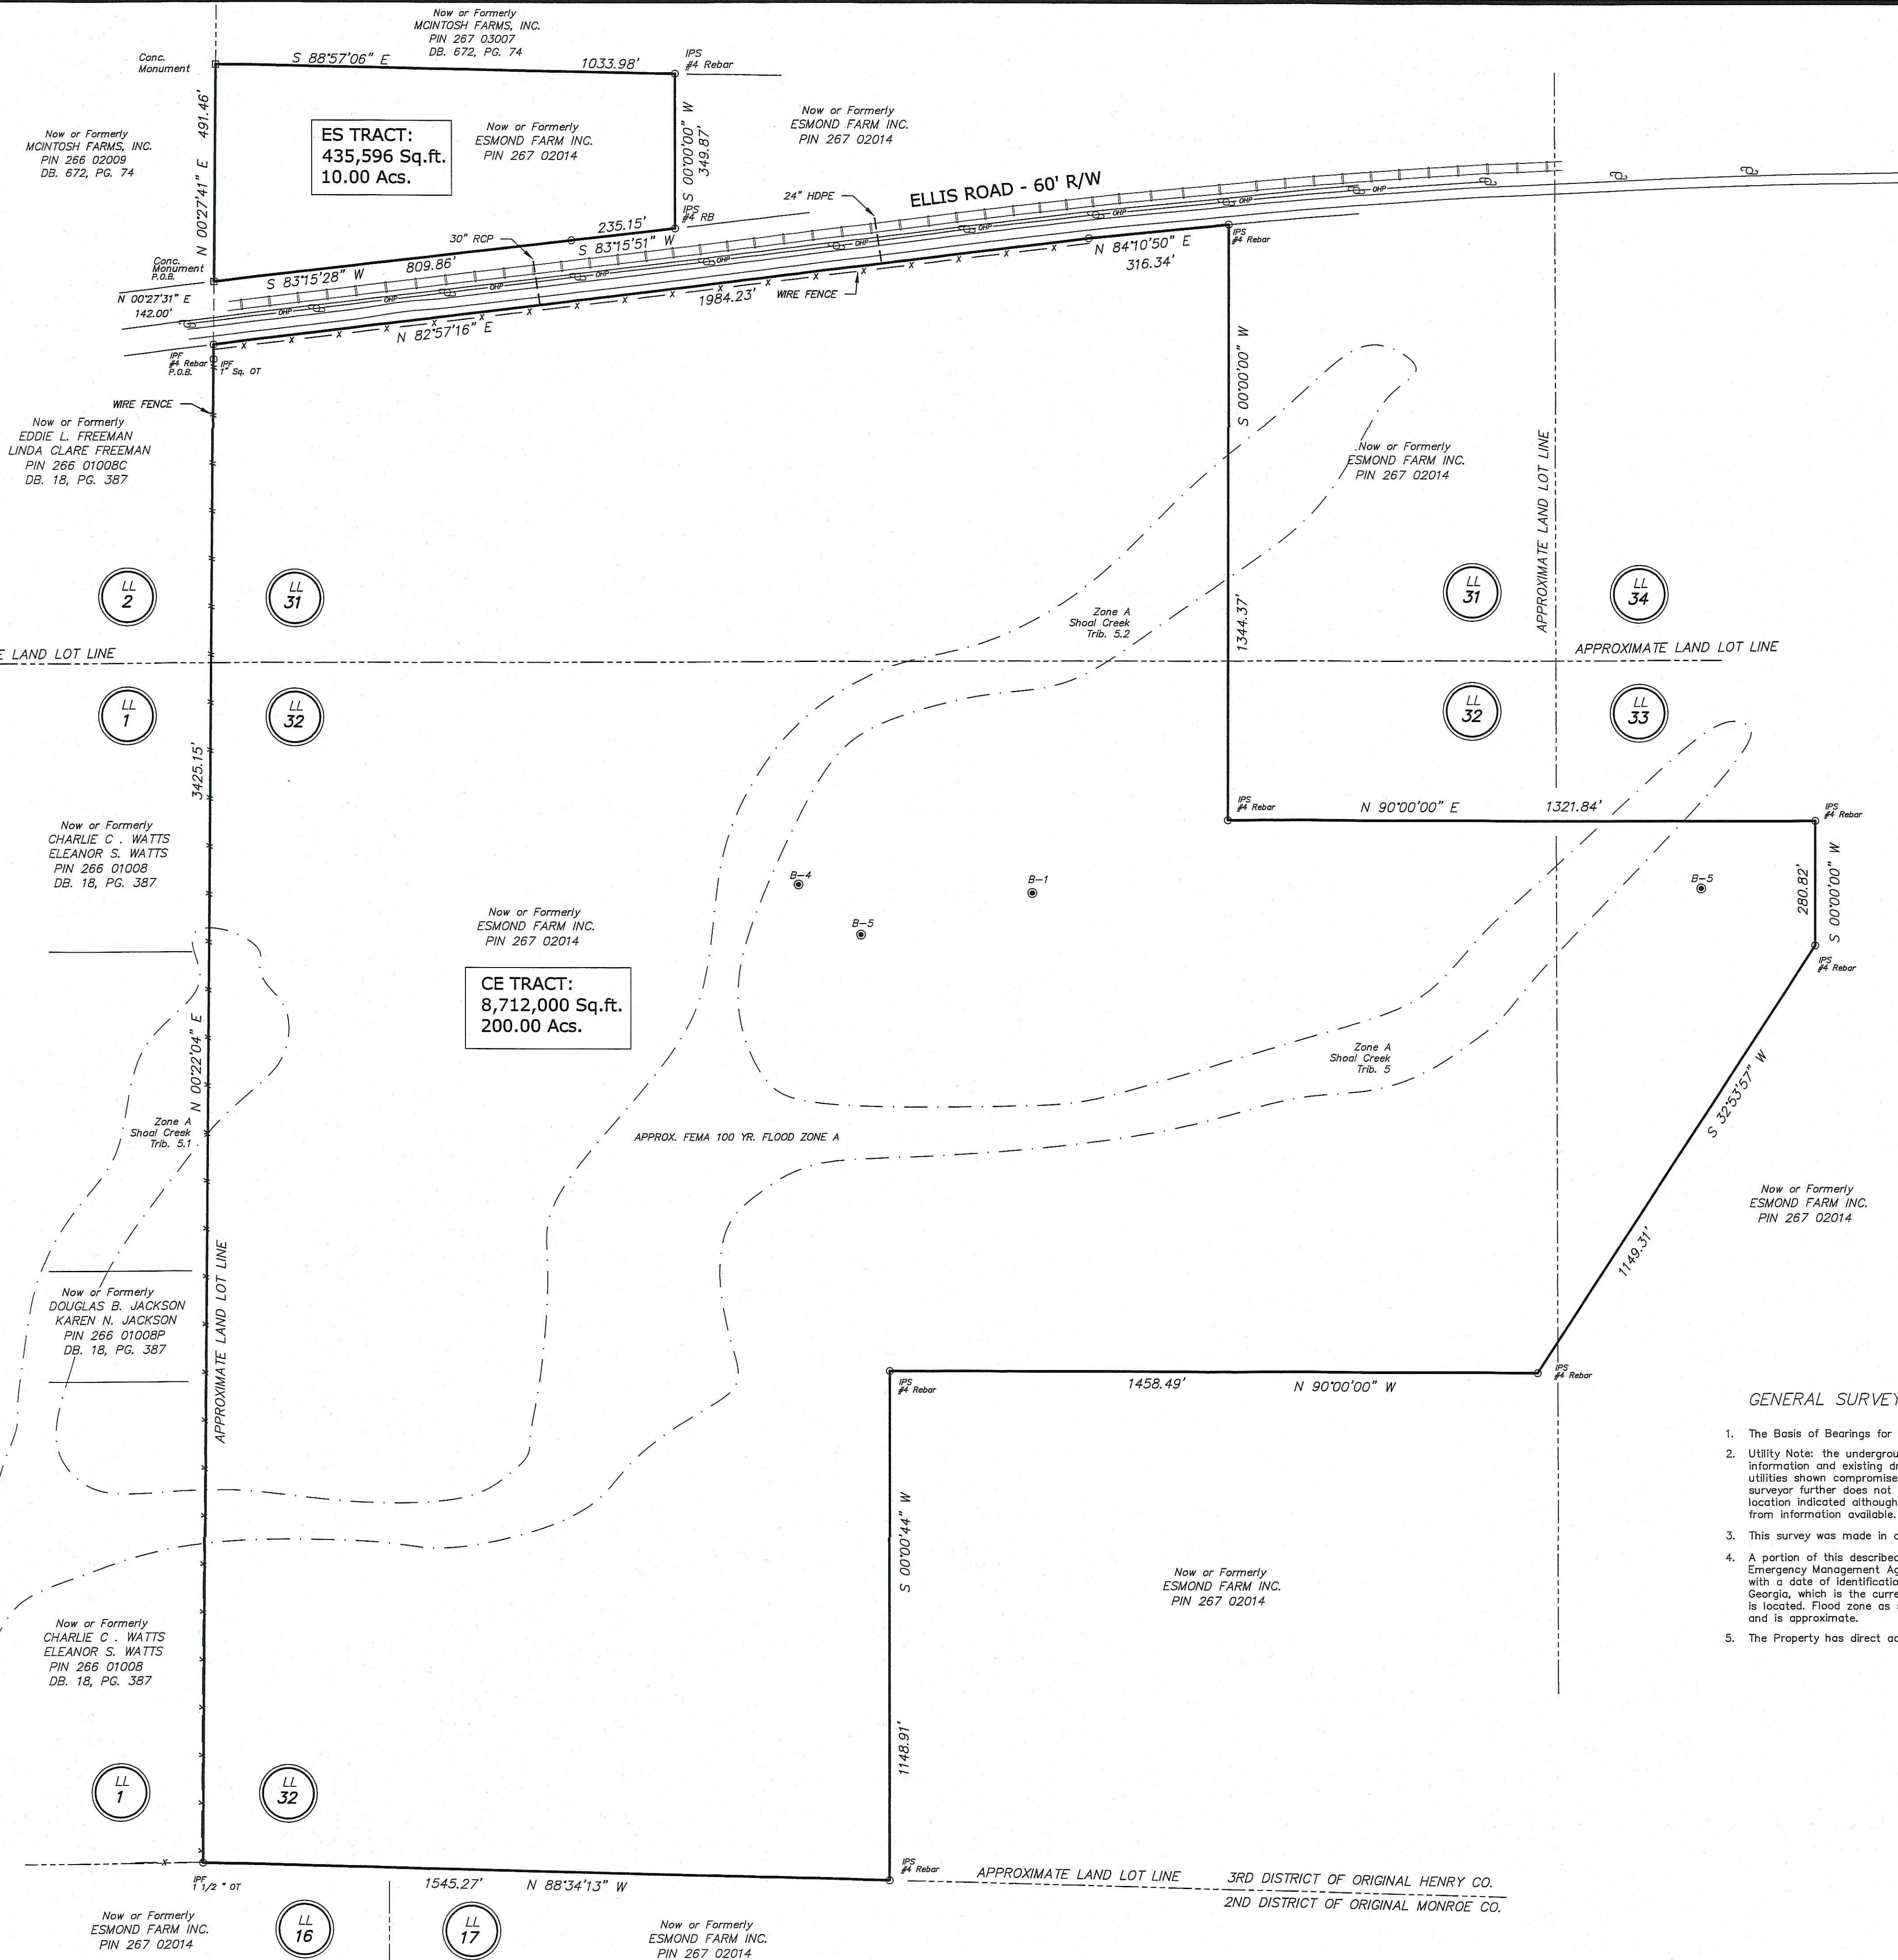 Now or Formerly
MCINTOSH FARMS, INC.
PIN 267 03007
DB. 672, PG. 74
Conc.
Monument
S 88°57'06" E
1033.98'
IPS
#4 Rebar
N 00°27'41" E 491.46'
Now or Formerly
MCINTOSH FARMS, INC.
PIN 266 02009
DB. 672, PG. 74
ES TRACT:
435,596 Sq.ft.
10.00 Acs.
Now or Formerly
ESMOND FARM INC.
PIN 267 02014
S 00°00'00" W
349.87'
Now or Formerly
ESMOND FARM INC.
PIN 267 02014
24" HDPE
ELLIS ROAD - 60' R/W
IPS
#4 RB
235.15'
S 83°15'51" W
30" RCP
Conc.
Monument
P.O.B.
S 83°15'28" W
809.86'
N 00°27'31" E
142.00'
OHP
OHP
OHP
OHP
OHP
OHP
OHP
OHP
OHP
N 84°10'50" E
316.34'
IPS
#4 Rebar
1984.23'
WIRE FENCE
N 82°57'16" E
IPF
#4 Rebar
P.O.B.
IPF
1" Sq. OT
WIRE FENCE
Now or Formerly
EDDIE L. FREEMAN
LINDA CLARE FREEMAN
PIN 266 01008C
DB. 18, PG. 387
S 00°00'00" W
1344.37'
Now or Formerly
ESMOND FARM INC.
PIN 267 02014
APPROXIMATE LAND LOT LINE
LL
2
LL
31
LL
31
LL
34
Zone A
Shoal Creek
Trib. 5.2
E LAND LOT LINE
APPROXIMATE LAND LOT LINE
LL
1
LL
32
LL
32
LL
33
3425.15'
Now or Formerly
CHARLIE C . WATTS
ELEANOR S. WATTS
PIN 266 01008
DB. 18, PG. 387
IPS
#4 Rebar
N 90°00'00" E
1321.84'
IPS
#4 Rebar
B-4
B-1
B-5
B-5
280.82'
S 00°00'00" W
IPS
#4 Rebar
Now or Formerly
ESMOND FARM INC.
PIN 267 02014
CE TRACT:
8,712,000 Sq.ft.
200.00 Acs.
N 00°22'04" E
Zone A
Shoal Creek
Trib. 5
Zone A
Shoal Creek
Trib. 5.1
APPROX. FEMA 100 YR. FLOOD ZONE A
S 32°53'57" W
1149.31'
Now or Formerly
ESMOND FARM INC.
PIN 267 02014
APPROXIMATE LAND LOT LINE
Now or Formerly
DOUGLAS B. JACKSON
KAREN N. JACKSON
PIN 266 01008P
DB. 18, PG. 387
IPS
#4 Rebar
1458.49'
N 90°00'00" W
IPS
#4 Rebar
GENERAL SURVEY
1. The Basis of Bearings for
2. Utility Note: the undergrou
information and existing dr
utilities shown compromise
surveyor further does not
location indicated although
from information available.
3. This survey was made in a
4. A portion of this described
Emergency Management Ag
with a date of identification
Georgia, which is the curre
is located. Flood zone as s
and is approximate.
5. The Property has direct ac
S 00°00'44" W
1148.91'
Now or Formerly
ESMOND FARM INC.
PIN 267 02014
Now or Formerly
CHARLIE C . WATTS
ELEANOR S. WATTS
PIN 266 01008
DB. 18, PG. 387
LL
1
LL
32
IPF
1 1/2 " OT
1545.27'
N 88°34'13" W
IPS
#4 Rebar
APPROXIMATE LAND LOT LINE
3RD DISTRICT OF ORIGINAL HENRY CO.
2ND DISTRICT OF ORIGINAL MONROE CO.
Now or Formerly
ESMOND FARM INC.
PIN 267 02014
LL
16
LL
17
Now or Formerly
ESMOND FARM INC.
PIN 267 02014